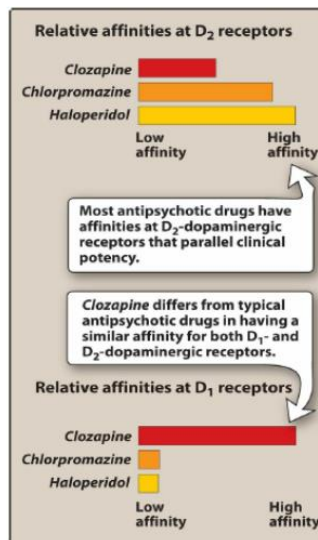 Relative affinities at D₂ receptors
Clozapine
Chlorpromazine
Haloperidol
Low affinity
High affinity
Most antipsychotic drugs have
affinities at D₂-dopaminergic
receptors that parallel clinical
potency.
Clozapine differs from typical
antipsychotic drugs in having a
similar affinity for both D₁- and
D₂-dopaminergic receptors.
Relative affinities at D₁ receptors
Clozapine
Chlorpromazine
Haloperidol
Low affinity
High affinity